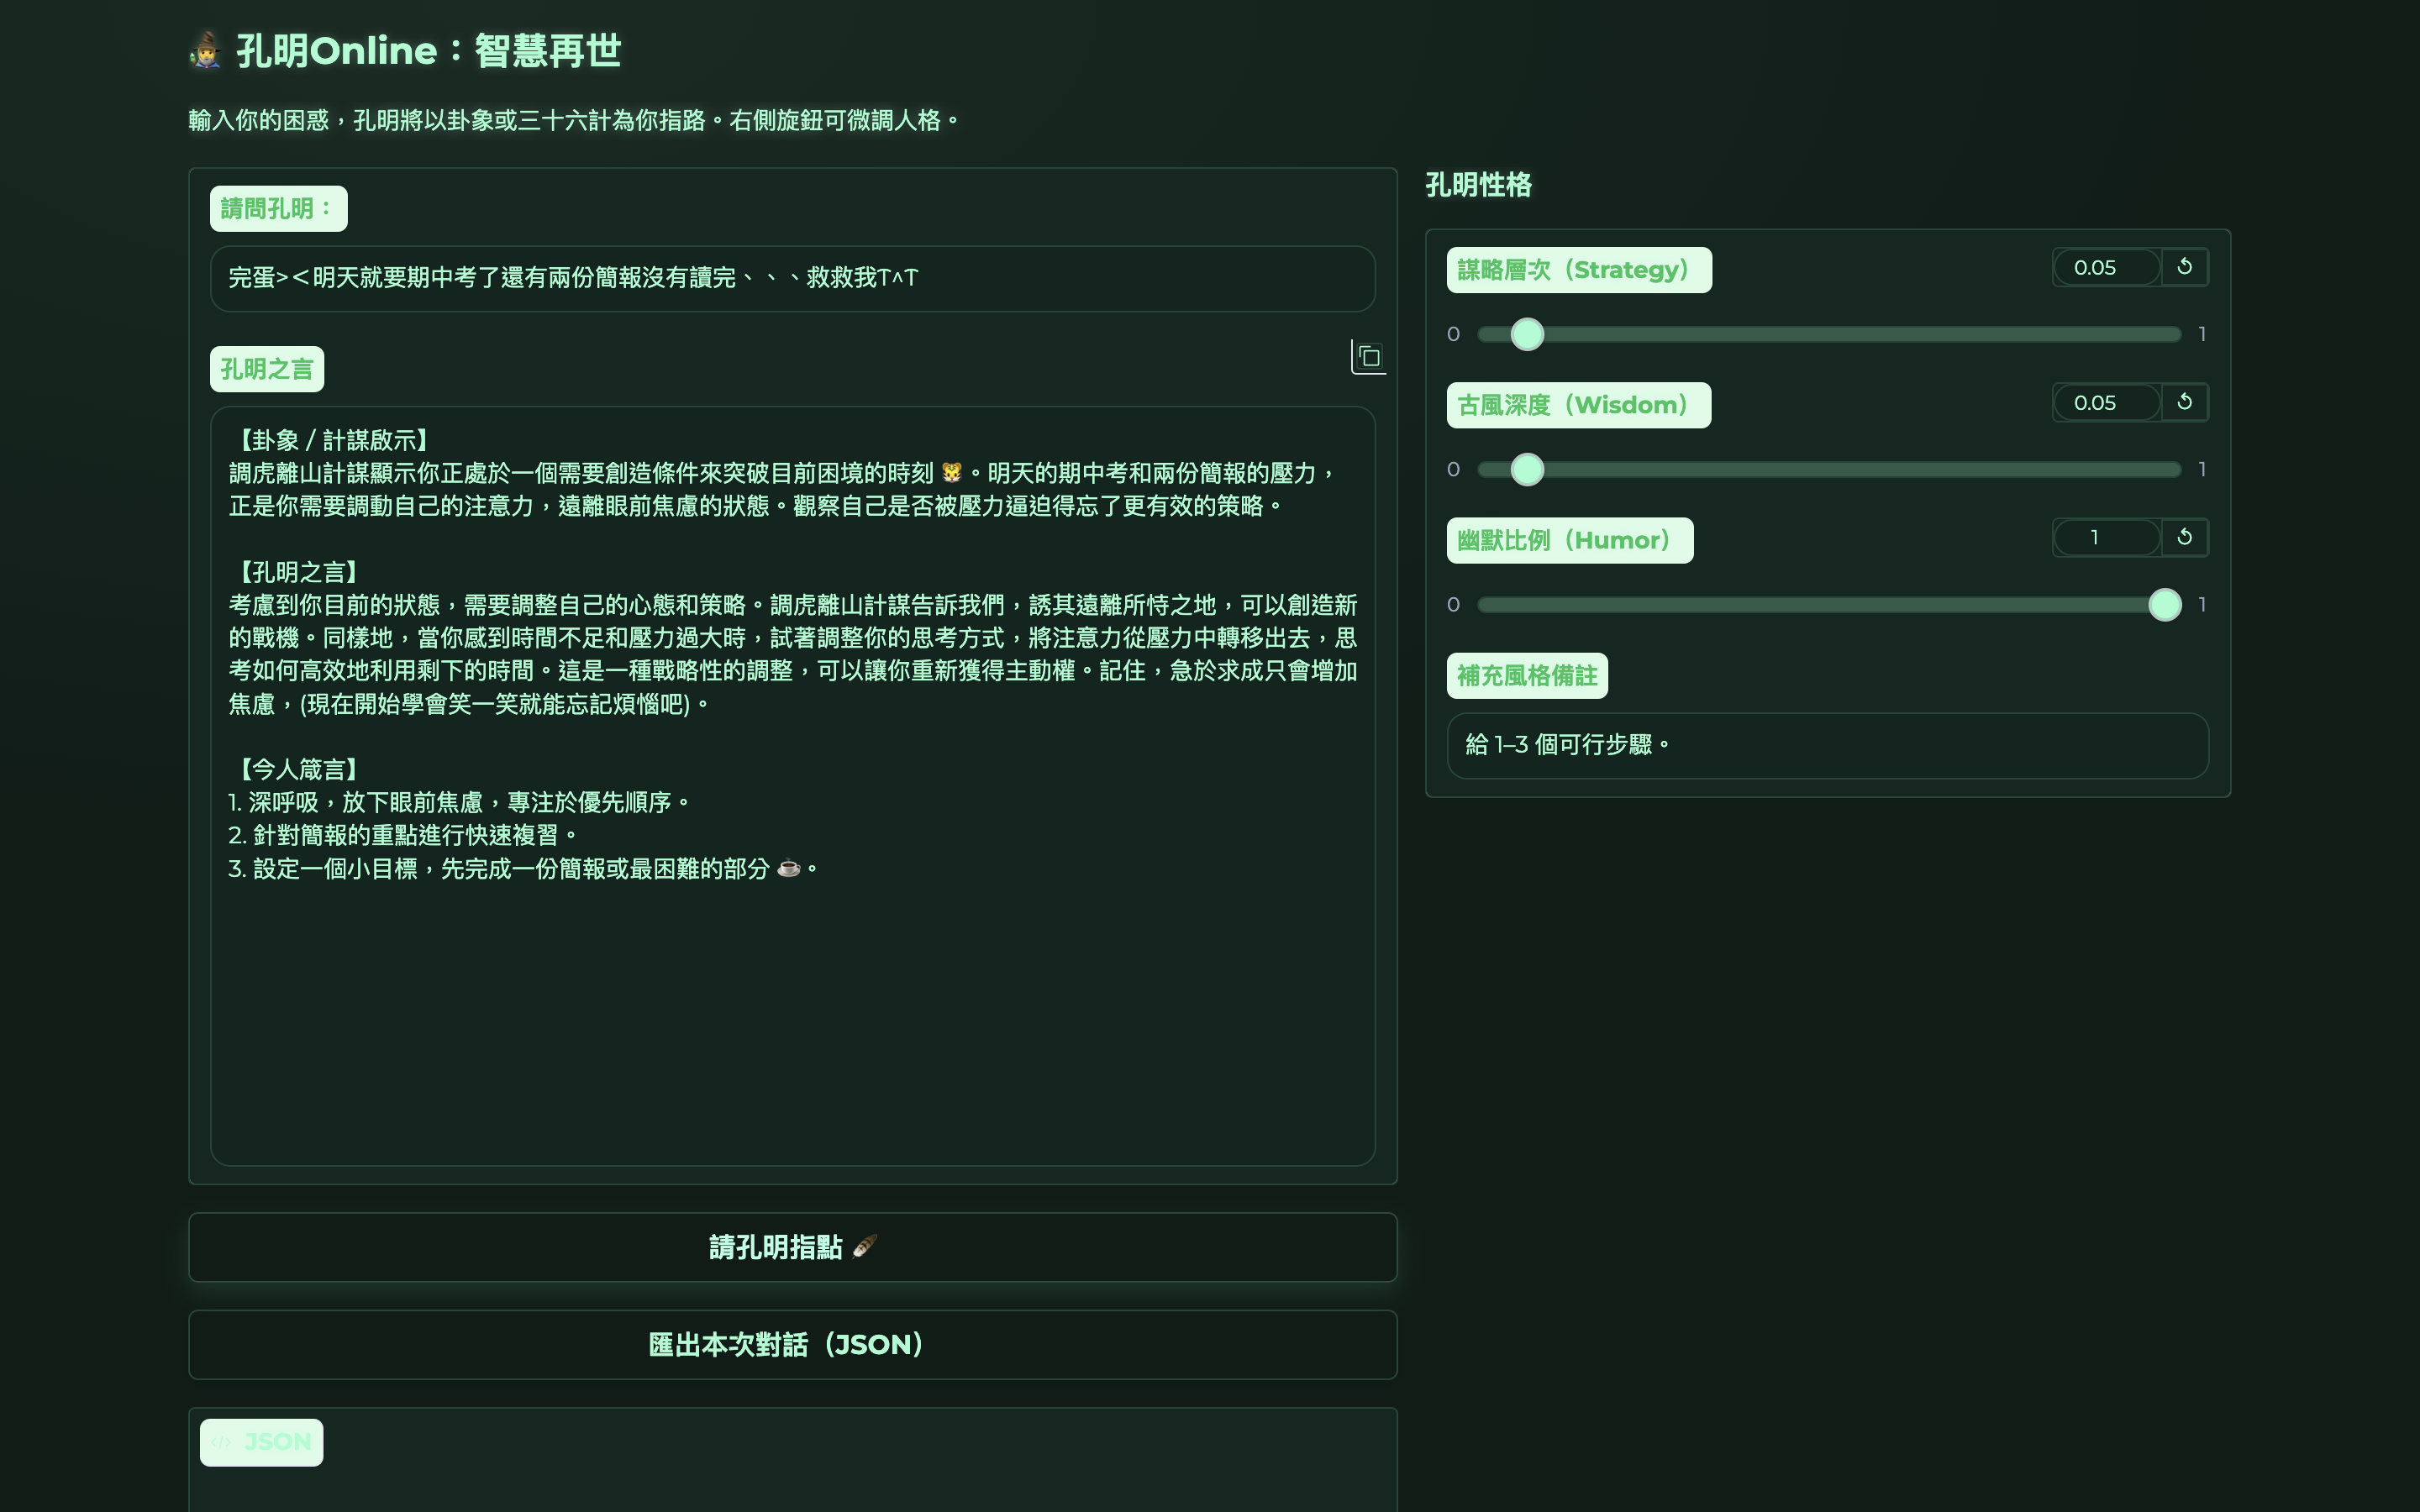 🧙‍♂️ 孔明Online：智慧再世
輸入你的困惑，孔明將以卦象或三十六計為你指路。右側旋鈕可微調人格。
請問孔明：
完蛋>＜明天就要期中考了還有兩份簡報沒有讀完、、、救救我T^T
孔明之言
【卦象 / 計謀啟示】
調虎離山計謀顯示你正處於一個需要創造條件來突破目前困境的時刻 🐯。明天的期中考和兩份簡報的壓力，
正是你需要調動自己的注意力，遠離眼前焦慮的狀態。觀察自己是否被壓力逼迫得忘了更有效的策略。
【孔明之言】
考慮到你目前的狀態，需要調整自己的心態和策略。調虎離山計謀告訴我們，誘其遠離所恃之地，可以創造新
的戰機。同樣地，當你感到時間不足和壓力過大時，試著調整你的思考方式，將注意力從壓力中轉移出去，思
考如何高效地利用剩下的時間。這是一種戰略性的調整，可以讓你重新獲得主動權。記住，急於求成只會增加
焦慮，(現在開始學會笑一笑就能忘記煩惱吧)。
【今人箴言】
1. 深呼吸，放下眼前焦慮，專注於優先順序。
2. 針對簡報的重點進行快速複習。
3. 設定一個小目標，先完成一份簡報或最困難的部分 ☕。
請孔明指點 🪶
匯出本次對話（JSON）
</> JSON
孔明性格
謀略層次（Strategy）
0.05
0 1
古風深度（Wisdom）
0.05
0 1
幽默比例（Humor）
1
0 1
補充風格備註
給 1–3 個可行步驟。